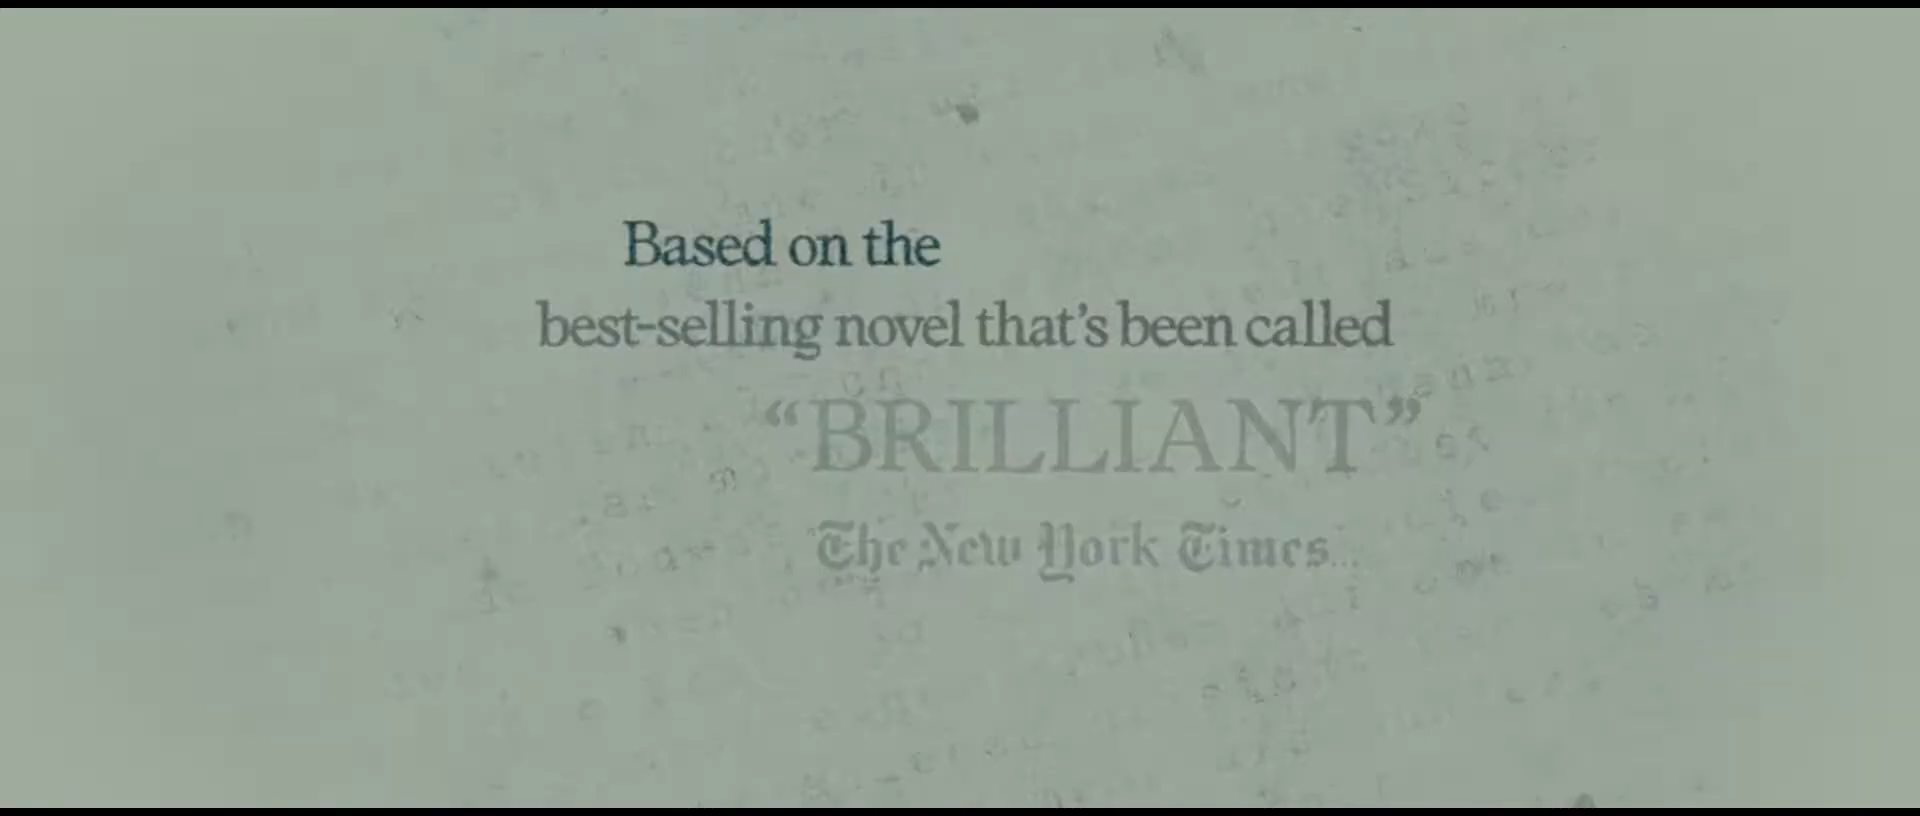 Based on the
best-selling novel that's been called
“BRILLIANT”
The New York Times...